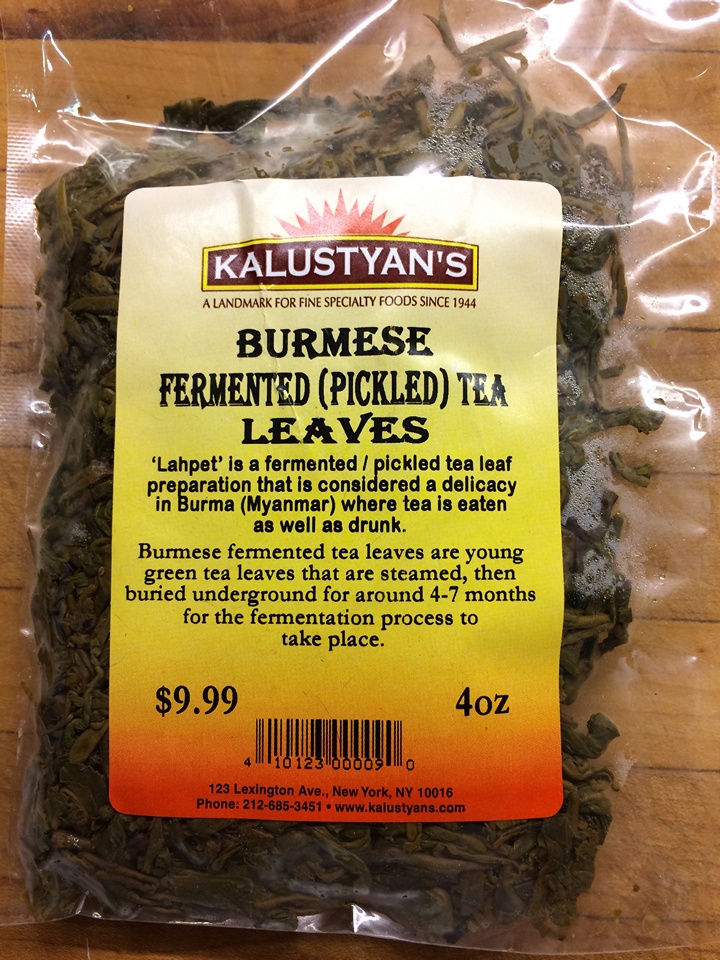 KALUSTYAN'S
A LANDMARK FOR FINE SPECIALTY FOODS SINCE 1944
BURMESE
FERMENTED (PICKLED) TEA
LEAVES
'Lahpet' is a fermented / pickled tea leaf
preparation that is considered a delicacy
in Burma (Myanmar) where tea is eaten
as well as drunk.
Burmese fermented tea leaves are young
green tea leaves that are steamed, then
buried underground for around 4-7 months
for the fermentation process to
take place.
$9.99 4oz
4 10123 00009 0
123 Lexington Ave., New York, NY 10016
Phone: 212-685-3451 • www.kalustyans.com